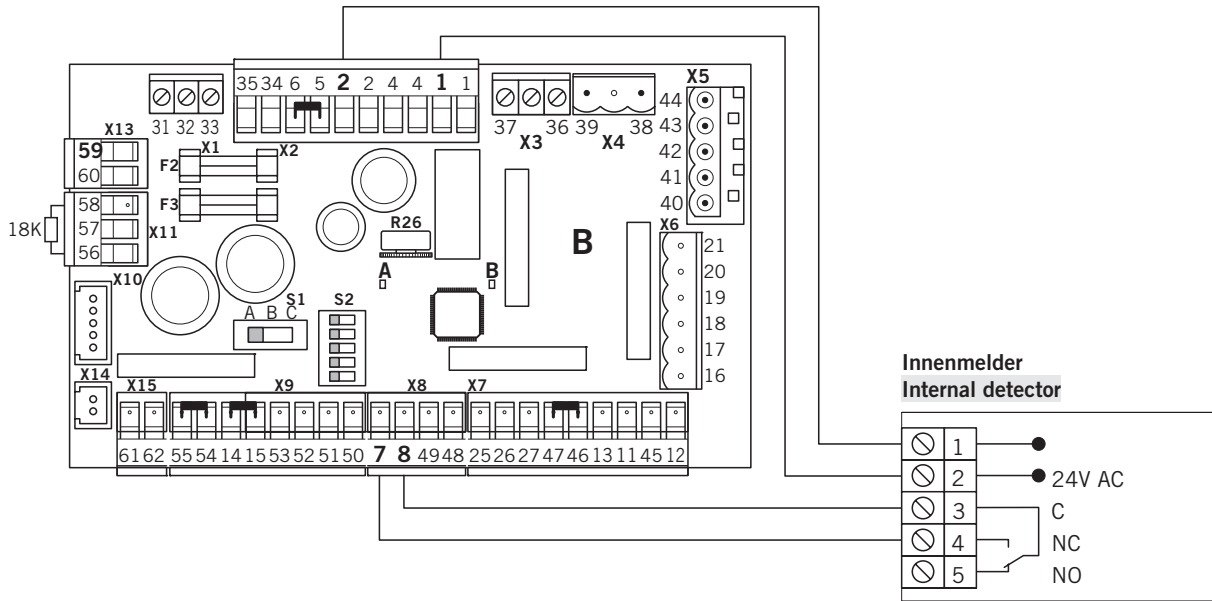 35 34 6 5 2 2 4 4 1 1
X5
44
43
42
41
40
31 32 33
37 36
X3
39 38
X4
X13
59
60
X1
X2
F2
F3
58
57
56
X11
18K
R26
A
B
B
X6
21
20
19
18
17
16
X10
S1
A B C
S2
X14
X15
X9
X8
X7
61 62 55 54 14 15 53 52 51 50 7 8 49 48 25 26 27 47 46 13 11 45 12
Innenmelder
Internal detector
1
2 24V AC
3 C
4 NC
5 NO